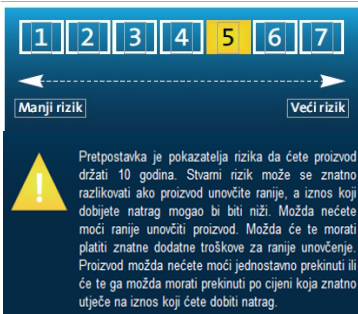 1 2 3 4 5 6 7
Manji rizik Veći rizik
Pretpostavka je pokazatelja rizika da ćete proizvod
držati 10 godina. Stvarni rizik može se znatno
razlikovati ako proizvod unovčite ranije, a iznos koji
dobijete natrag mogao bi biti niži. Možda nećete
moći ranije unovčiti proizvod. Možda će te morati
platiti znatne dodatne troškove za ranije unovčenje.
Proizvod možda nećete moći jednostavno prekinuti ili
će te ga možda morati prekinuti po cijeni koja znatno
utječe na iznos koji ćete dobiti natrag.